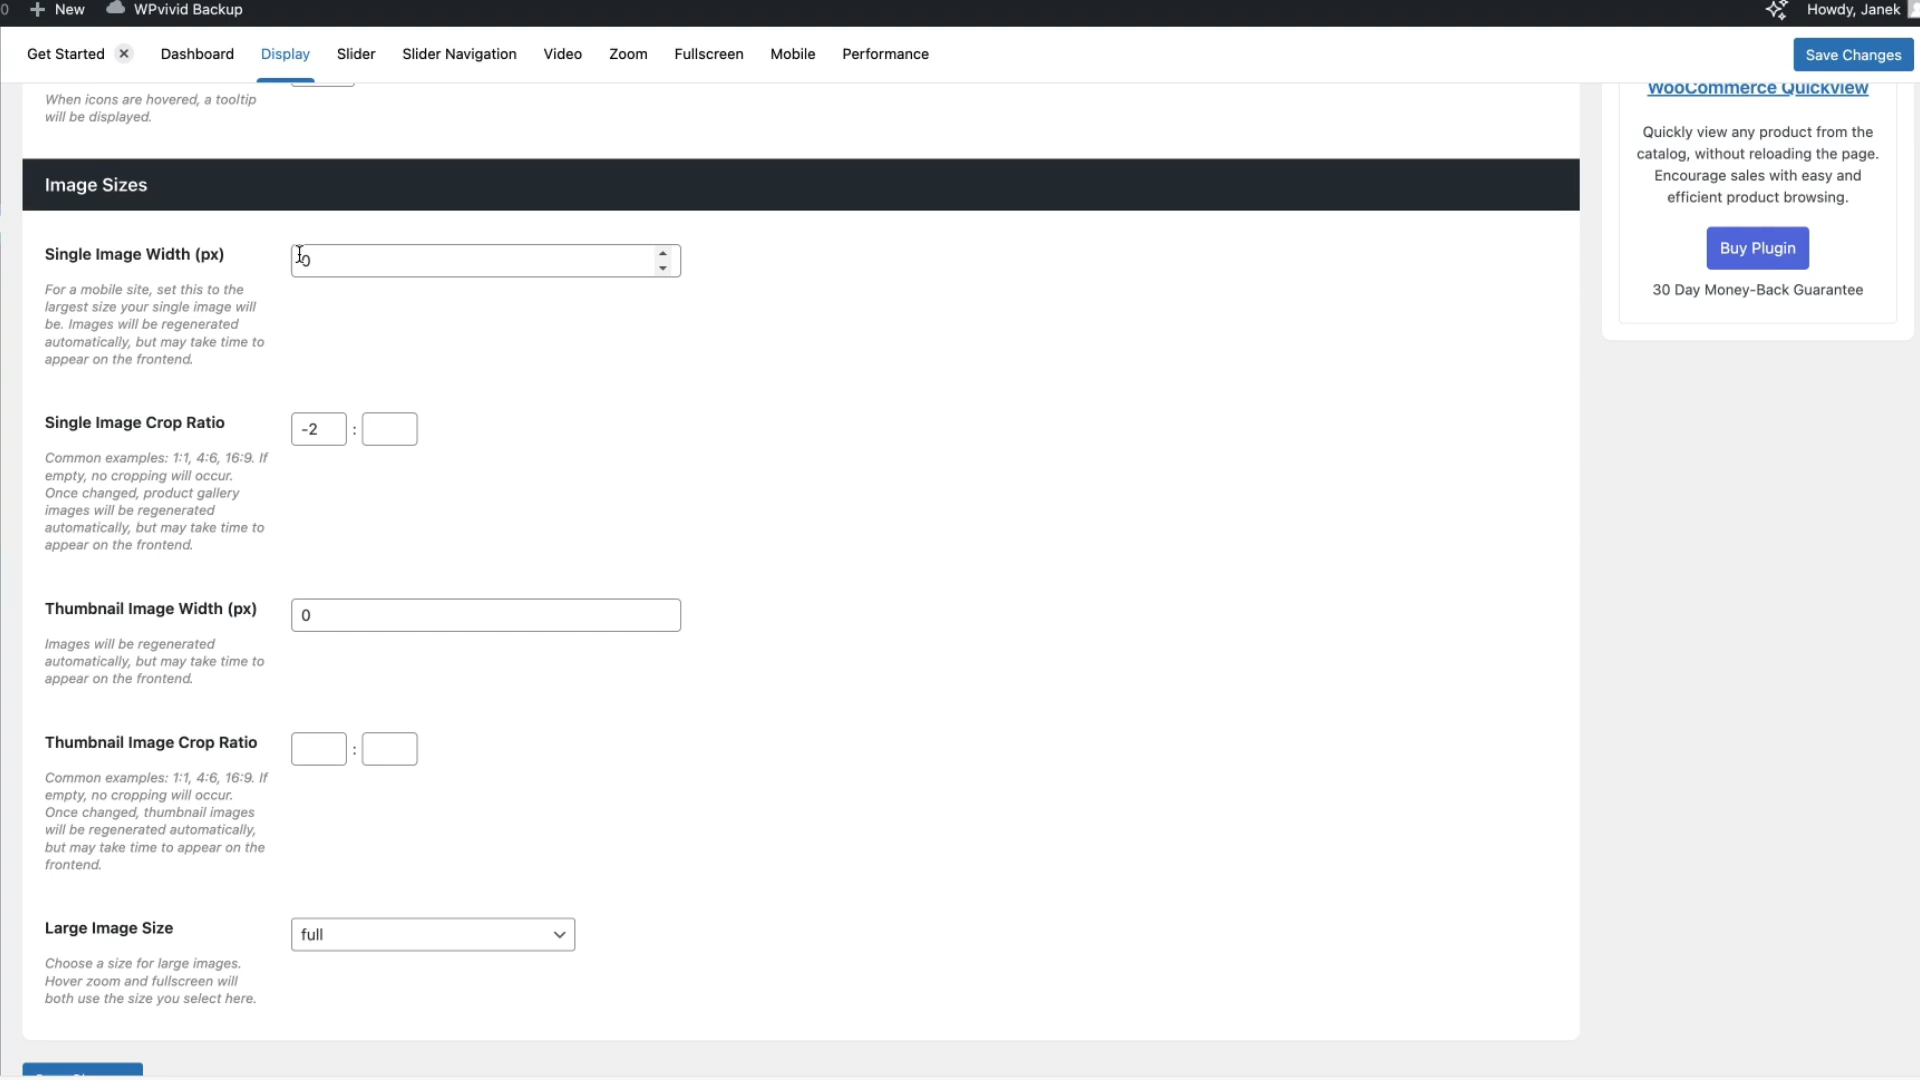 0 New WPvivid Backup Howdy, Janek
Get Started Dashboard Display Slider Slider Navigation Video Zoom Fullscreen Mobile Performance Save Changes
When icons are hovered, a tooltip
will be displayed.
Image Sizes
Single Image Width (px)
0
For a mobile site, set this to the
largest size your single image will
be. Images will be regenerated
automatically, but may take time to
appear on the frontend.
Single Image Crop Ratio
-2 :
Common examples: 1:1, 4:6, 16:9. If
empty, no cropping will occur.
Once changed, product gallery
images will be regenerated
automatically, but may take time to
appear on the frontend.
Thumbnail Image Width (px)
0
Images will be regenerated
automatically, but may take time to
appear on the frontend.
Thumbnail Image Crop Ratio
:
Common examples: 1:1, 4:6, 16:9. If
empty, no cropping will occur.
Once changed, thumbnail images
will be regenerated automatically,
but may take time to appear on the
frontend.
Large Image Size
full
Choose a size for large images.
Hover zoom and fullscreen will
both use the size you select here.
WooCommerce Quickview
Quickly view any product from the
catalog, without reloading the page.
Encourage sales with easy and
efficient product browsing.
Buy Plugin
30 Day Money-Back Guarantee